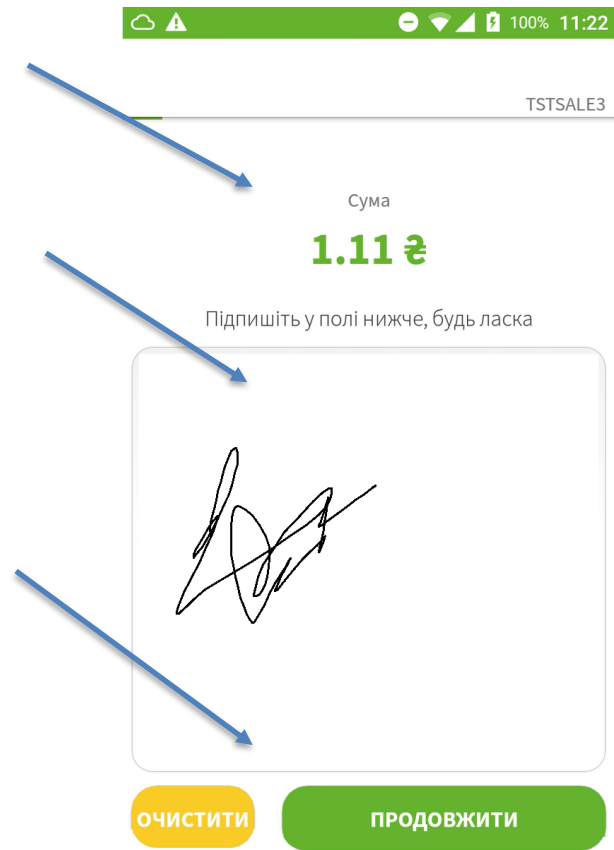 100% 11:22
TSTSALE3
Сума
1.11 ₴
Підпишіть у полі нижче, будь ласка
ОЧИСТИТИ ПРОДОВЖИТИ